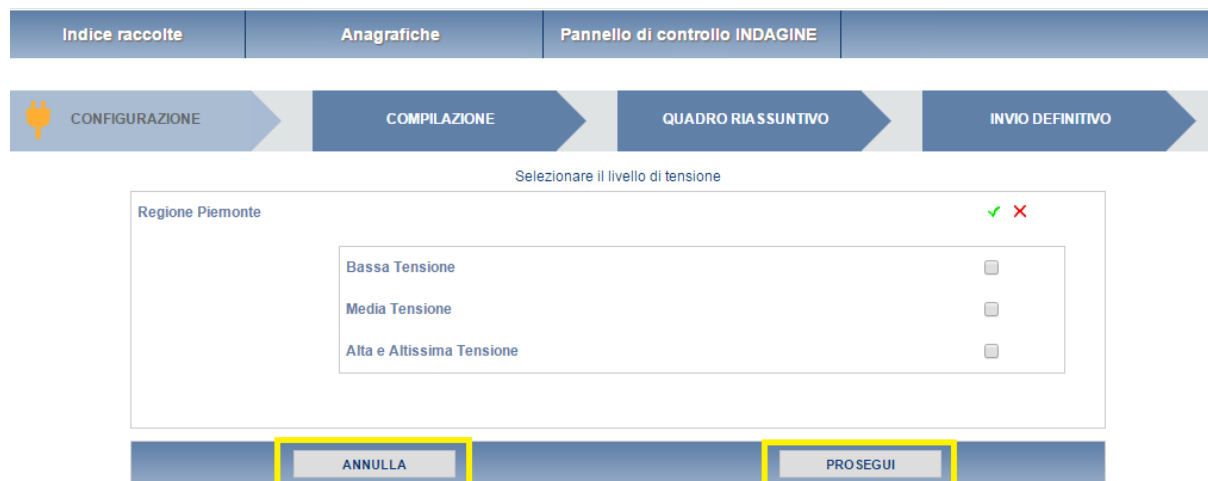 Indice raccolte Anagrafiche Pannello di controllo INDAGINE
CONFIGURAZIONE COMPILAZIONE QUADRO RIASSUNTIVO INVIO DEFINITIVO
Selezionare il livello di tensione
Regione Piemonte
Bassa Tensione
Media Tensione
Alta e Altissima Tensione
ANNULLA PROSEGUI